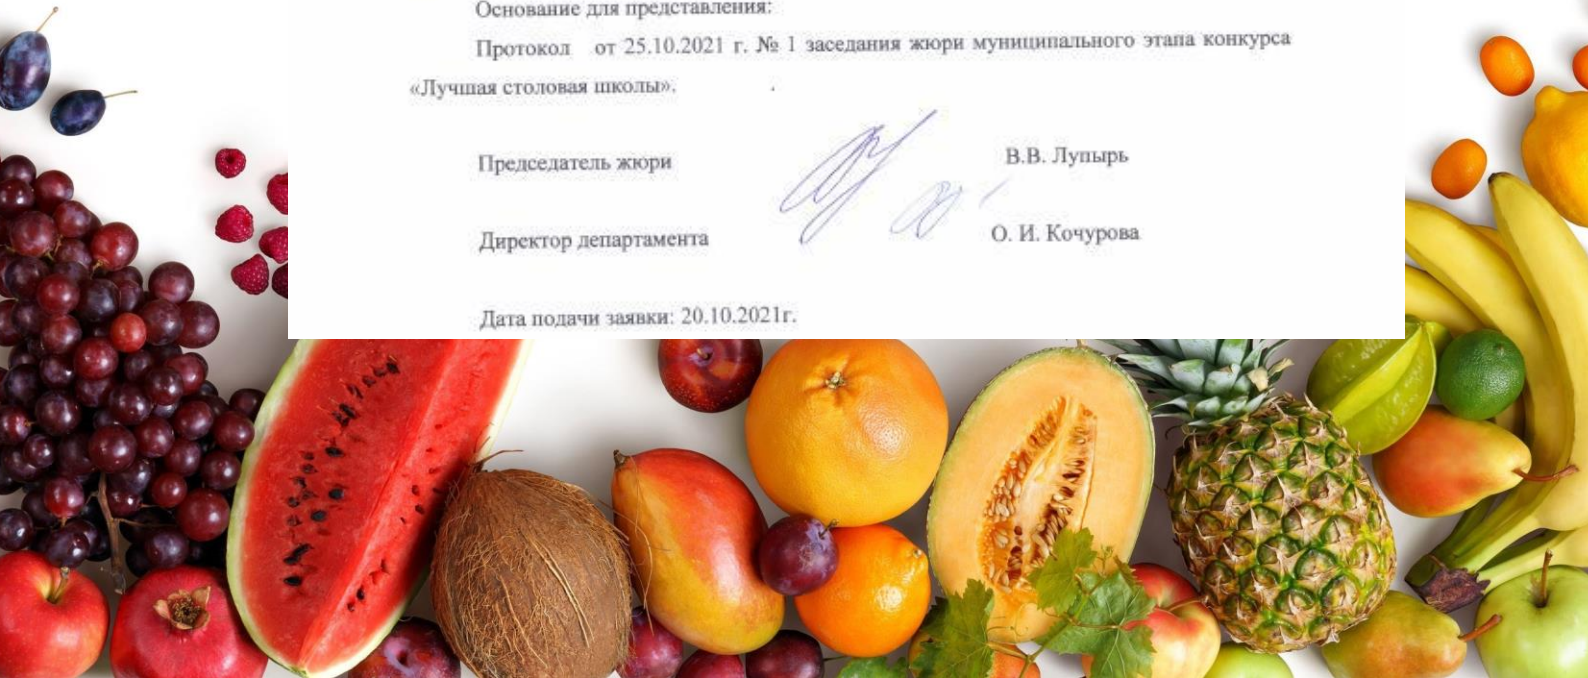 Основание для представления:
Протокол от 25.10.2021 г. № 1 заседания жюри муниципального этапа конкурса
«Лучшая столовая школы».
Председатель жюри В.В. Лупырь
Директор департамента О. И. Кочурова
Дата подачи заявки: 20.10.2021г.